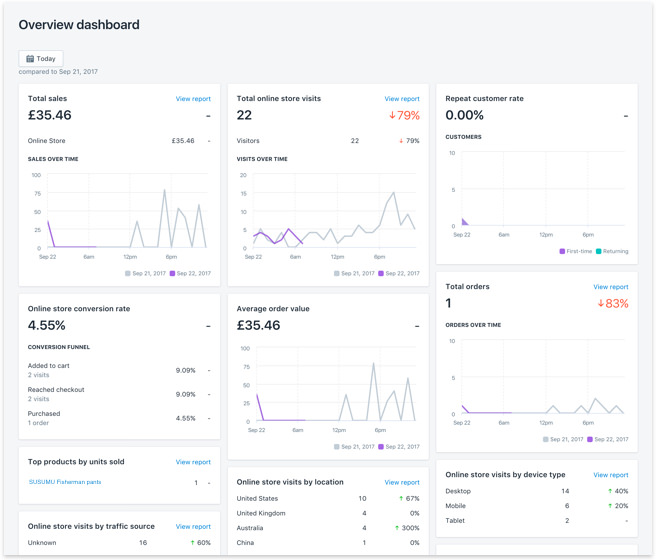 Overview dashboard
Today
compared to Sep 21, 2017
Total sales View report
£35.46 -
Online Store £35.46 -
SALES OVER TIME
100
75
50
25
0
Sep 22 6am 12pm 6pm
Sep 21, 2017 Sep 22, 2017
Online store conversion rate
4.55% -
CONVERSION FUNNEL
Added to cart 9.09% -
2 visits
Reached checkout 9.09% -
2 visits
Purchased 4.55% -
1 order
Top products by units sold View report
SUSUMU Fisherman pants 1 -
Online store visits by traffic source View report
Unknown 16 ↑ 60%
Total online store visits View report
22 ↓79%
Visitors 22 ↓ 79%
VISITS OVER TIME
20
15
10
5
0
Sep 22 6am 12pm 6pm
Sep 21, 2017 Sep 22, 2017
Average order value
£35.46 -
100
75
50
25
0
Sep 22 6am 12pm 6pm
Sep 21, 2017 Sep 22, 2017
Online store visits by location View report
United States 10 ↑ 67%
United Kingdom 4 0%
Australia 4 ↑ 300%
China 1 0%
Repeat customer rate
0.00% -
CUSTOMERS
10
5
0
Sep 22 6am 12pm 6pm
First-time Returning
Total orders View report
1 ↓83%
ORDERS OVER TIME
10
5
0
Sep 22 6am 12pm 6pm
Sep 21, 2017 Sep 22, 2017
Online store visits by device type View report
Desktop 14 ↑ 40%
Mobile 6 ↑ 20%
Tablet 2 -